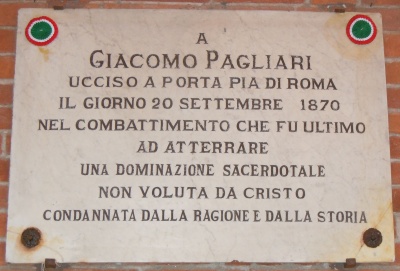 A
GIACOMO PAGLIARI
UCCISO A PORTA PIA DI ROMA
IL GIORNO 20 SETTEMBRE 1870
NEL COMBATTIMENTO CHE FU ULTIMO
AD ATTERRARE
UNA DOMINAZIONE SACERDOTALE
NON VOLUTA DA CRISTO
CONDANNATA DALLA RAGIONE E DALLA STORIA